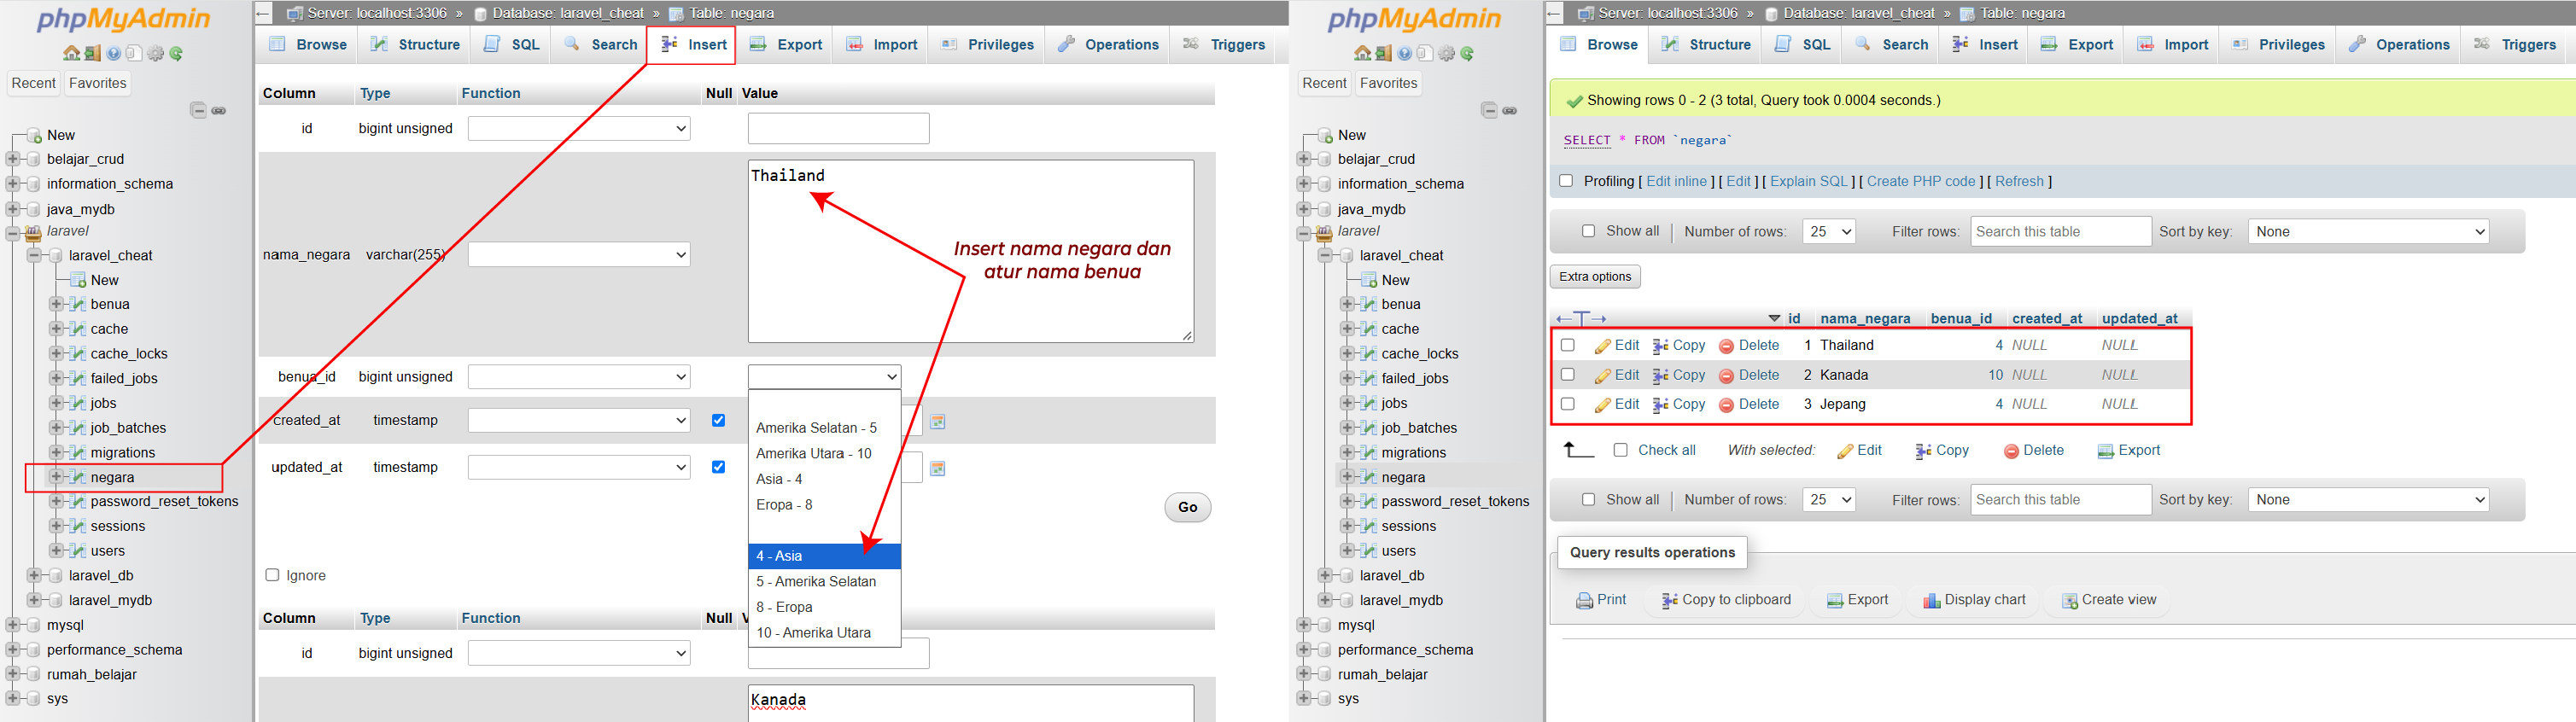 phpMyAdmin
Recent Favorites
New
belajar_crud
information_schema
java_mydb
laravel
laravel_cheat
New
benua
cache
cache_locks
failed_jobs
jobs
job_batches
migrations
negara
password_reset_tokens
sessions
users
laravel_db
laravel_mydb
mysql
performance_schema
rumah_belajar
sys
Server: localhost:3306 » Database: laravel_cheat » Table: negara
Browse Structure SQL Search Insert Export Import Privileges Operations Triggers
Column Type Function Null Value
id bigint unsigned
Thailand
Insert nama negara dan
atur nama benua
nama_negara varchar(255)
benua_id bigint unsigned
created_at timestamp
updated_at timestamp
Amerika Selatan - 5
Amerika Utara - 10
Asia - 4
Eropa - 8
4 - Asia
5 - Amerika Selatan
8 - Eropa
10 - Amerika Utara
Go
Ignore
Column Type Function Null V
id bigint unsigned
Kanada
phpMyAdmin
Recent Favorites
New
belajar_crud
information_schema
java_mydb
laravel
laravel_cheat
New
benua
cache
cache_locks
failed_jobs
jobs
job_batches
migrations
negara
password_reset_tokens
sessions
users
laravel_db
laravel_mydb
mysql
performance_schema
rumah_belajar
sys
Server: localhost:3306 » Database: laravel_cheat » Table: negara
Browse Structure SQL Search Insert Export Import Privileges Operations Triggers
Showing rows 0 - 2 (3 total, Query took 0.0004 seconds.)
SELECT * FROM `negara`
Profiling [ Edit inline ] [ Edit ] [ Explain SQL ] [ Create PHP code ] [ Refresh ]
Show all | Number of rows: 25 Filter rows: Search this table Sort by key: None
Extra options
id nama_negara benua_id created_at updated_at
Edit Copy Delete 1 Thailand 4 NULL NULL
Edit Copy Delete 2 Kanada 10 NULL NULL
Edit Copy Delete 3 Jepang 4 NULL NULL
Check all With selected: Edit Copy Delete Export
Show all | Number of rows: 25 Filter rows: Search this table Sort by key: None
Query results operations
Print Copy to clipboard Export Display chart Create view